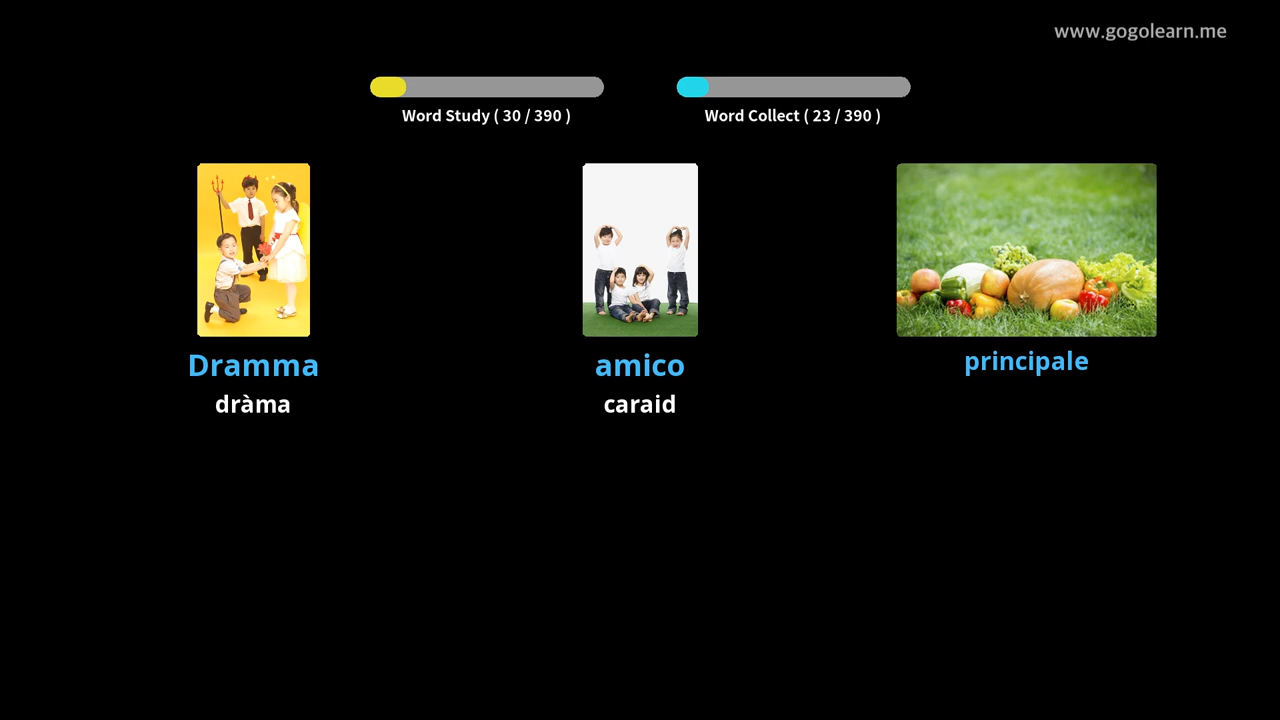 www.gogolearn.me
Word Study ( 30 / 390 )
Word Collect ( 23 / 390 )
Dramma
dràma
amico
caraid
principale